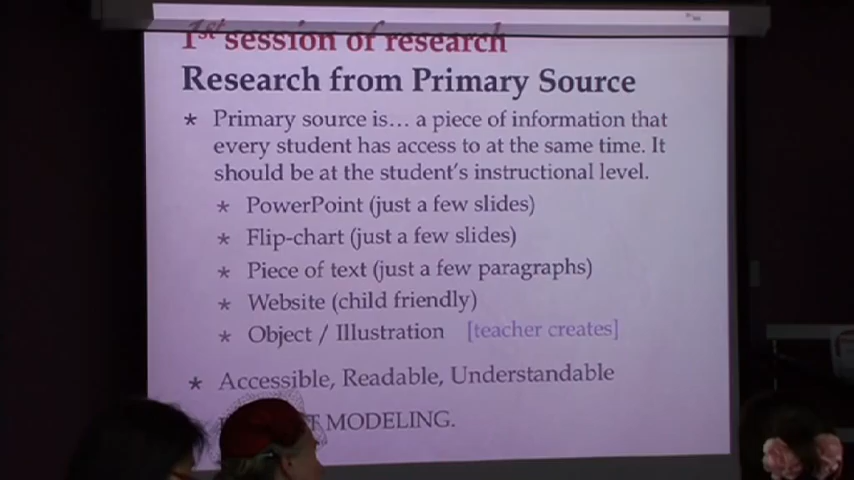 1st session of research
Research from Primary Source
* Primary source is... a piece of information that
every student has access to at the same time. It
should be at the student's instructional level.
* PowerPoint (just a few slides)
* Flip-chart (just a few slides)
* Piece of text (just a few paragraphs)
* Website (child friendly)
* Object / Illustration [teacher creates]
* Accessible, Readable, Understandable
MODELING.